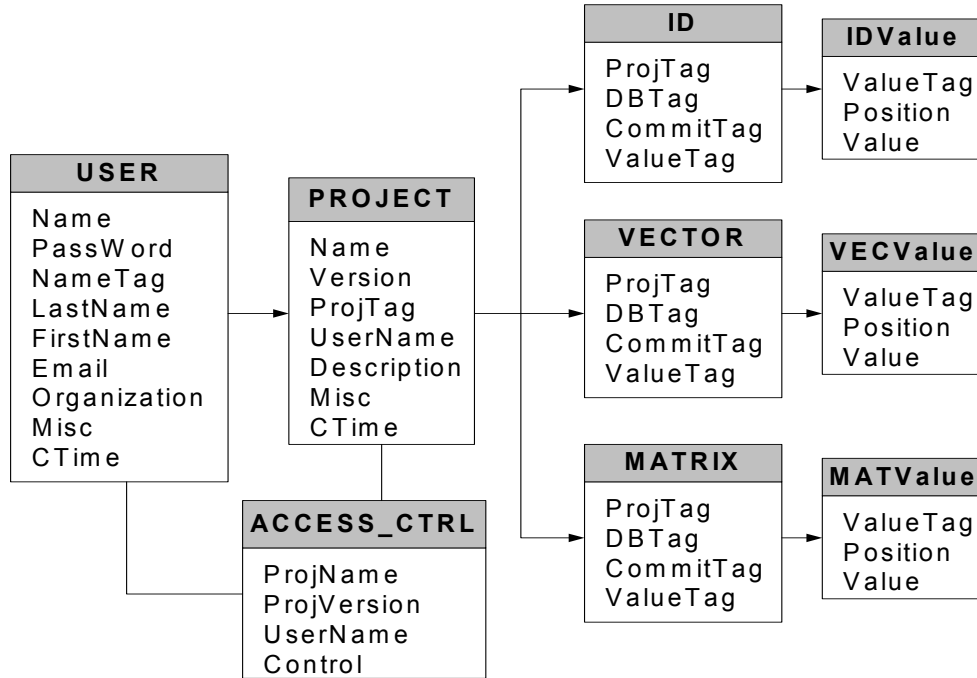 USER
Name
PassWord
NameTag
LastName
FirstName
Email
Organization
Misc
CTime
PROJECT
Name
Version
ProjTag
UserName
Description
Misc
CTime
ACCESS_CTRL
ProjName
ProjVersion
UserName
Control
ID
ProjTag
DBTag
CommitTag
ValueTag
IDValue
ValueTag
Position
Value
VECTOR
ProjTag
DBTag
CommitTag
ValueTag
VECValue
ValueTag
Position
Value
MATRIX
ProjTag
DBTag
CommitTag
ValueTag
MATValue
ValueTag
Position
Value